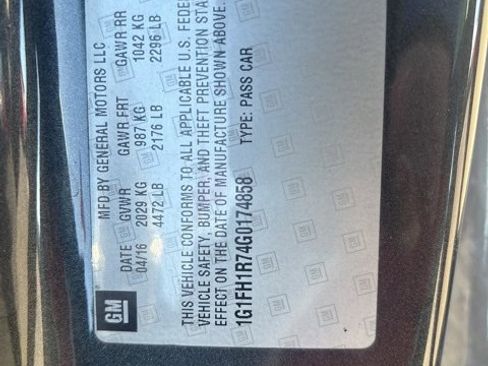 MFD BY GENERAL MOTORS LLC
DATE GVWR GAWR FRT GAWR RR
04/16 2029 KG 987 KG 1042 KG
4472 LB 2176 LB 2296 LB
GM
THIS VEHICLE CONFORMS TO ALL APPLICABLE U.S. FEDE
VEHICLE SAFETY, BUMPER, AND THEFT PREVENTION STA
EFFECT ON THE DATE OF MANUFACTURE SHOWN ABOVE.
1G1FH1R74G0174858 TYPE: PASS CAR